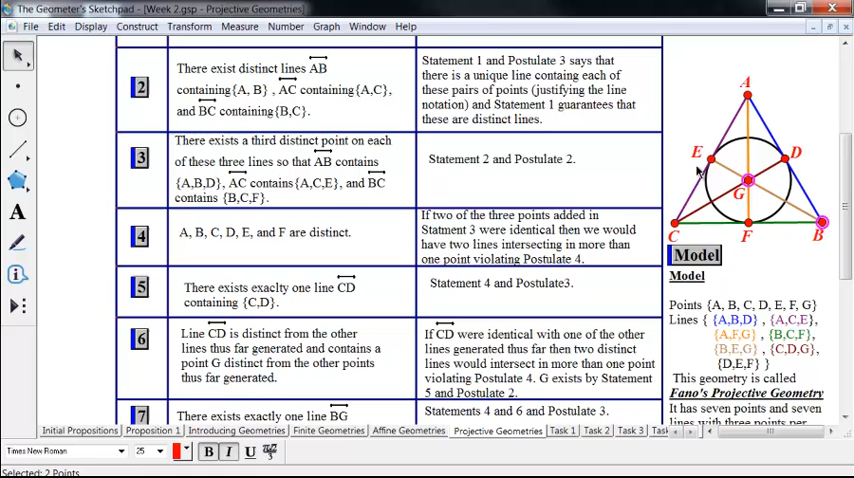 The Geometer's Sketchpad - [Week 2.gsp - Projective Geometries]
File Edit Display Construct Transform Measure Number Graph Window Help
2
There exist distinct lines AB
containing{A, B} , AC containing{A,C},
and BC containing{B,C}.
Statement 1 and Postulate 3 says that
there is a unique line containg each of
these pairs of points (justifying the line
notation) and Statement 1 guarantees that
these are distinct lines.
3
There exists a third distinct point on each
of these three lines so that AB contains
{A,B,D}, AC contains{A,C,E}, and BC
contains {B,C,F}.
Statement 2 and Postulate 2.
4
A, B, C, D, E, and F are distinct.
If two of the three points added in
Statment 3 were identical then we would
have two lines intersecting in more than
one point violating Postulate 4.
5
There exists exaclty one line CD
containing {C,D}.
Statement 4 and Postulate3.
6
Line CD is distinct from the other
lines thus far generated and contains a
point G distinct from the other points
thus far generated.
If CD were identical with one of the other
lines generated thus far then two distinct
lines would intersect in more than one point
violating Postulate 4. G exists by Statement
5 and Postulate 2.
7
There exists exactly one line BG
Statements 4 and 6 and Postulate 3.
A
E
D
G
C
F
B
Model
Model
Points {A, B, C, D, E, F, G}
Lines { {A,B,D} , {A,C,E},
{A,F,G} , {B,C,F},
{B,E,G} , {C,D,G},
{D,E,F} }
This geometry is called
Fano's Projective Geometry
It has seven points and seven
lines with three points per
Initial Propositions Proposition 1 Introducing Geometries Finite Geometries Affine Geometries Projective Geometries Task 1 Task 2 Task 3 Task
Times New Roman 25 B I U
Selected: 2 Points